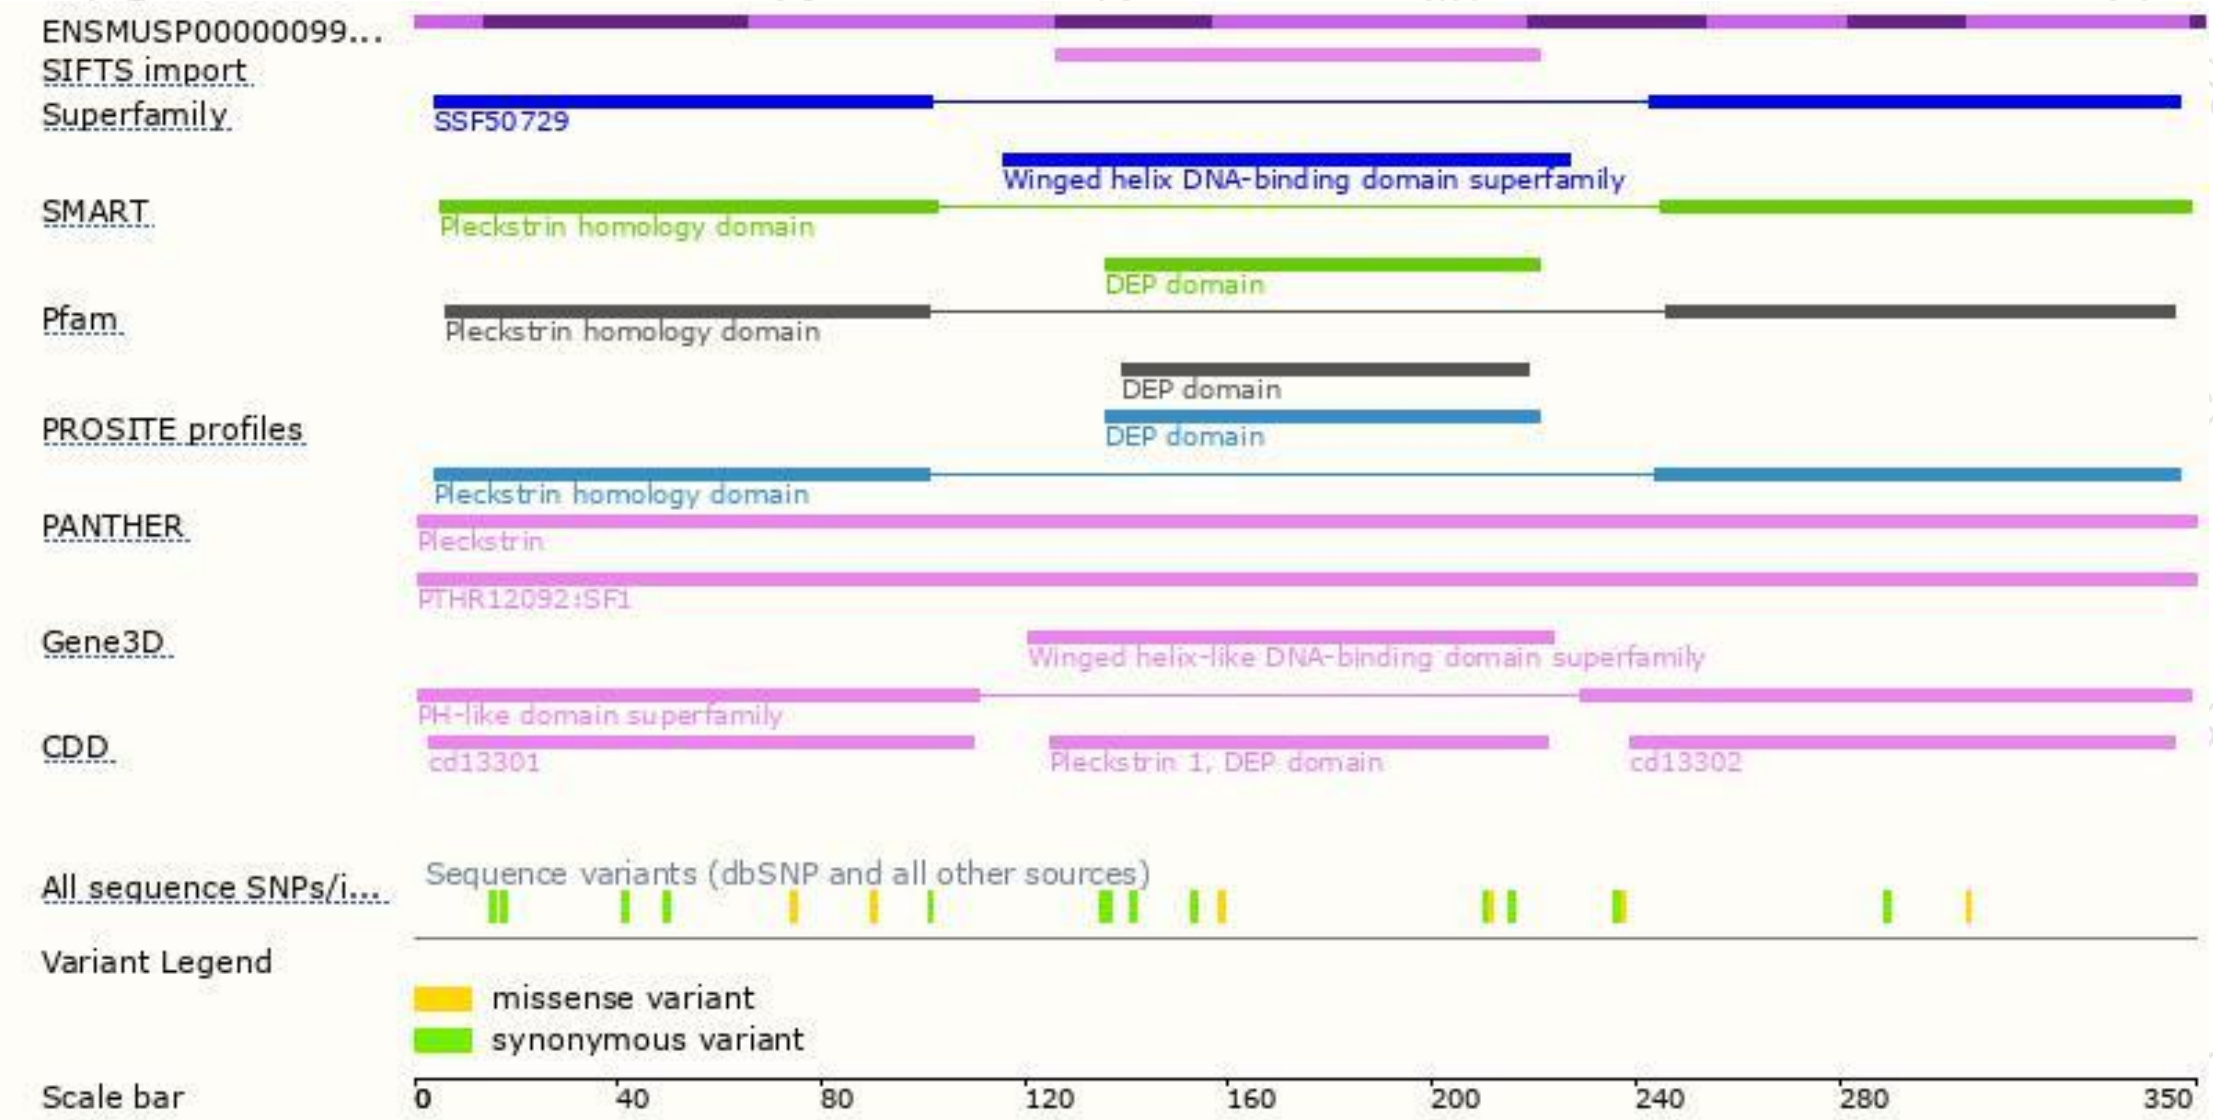 ENSMUSP00000099...
SIFTS import
Superfamily
SSF50729
Winged helix DNA-binding domain superfamily
SMART
Pleckstrin homology domain
DEP domain
Pfam
Pleckstrin homology domain
DEP domain
PROSITE profiles
DEP domain
Pleckstrin homology domain
PANTHER
Pleckstrin
PTHR12092:SF1
Gene3D
Winged helix-like DNA-binding domain superfamily
PH-like domain superfamily
CDD
cd13301 Pleckstrin 1, DEP domain cd13302
Sequence variants (dbSNP and all other sources)
All sequence SNPs/i...
Variant Legend
missense variant
synonymous variant
Scale bar 0 40 80 120 160 200 240 280 350